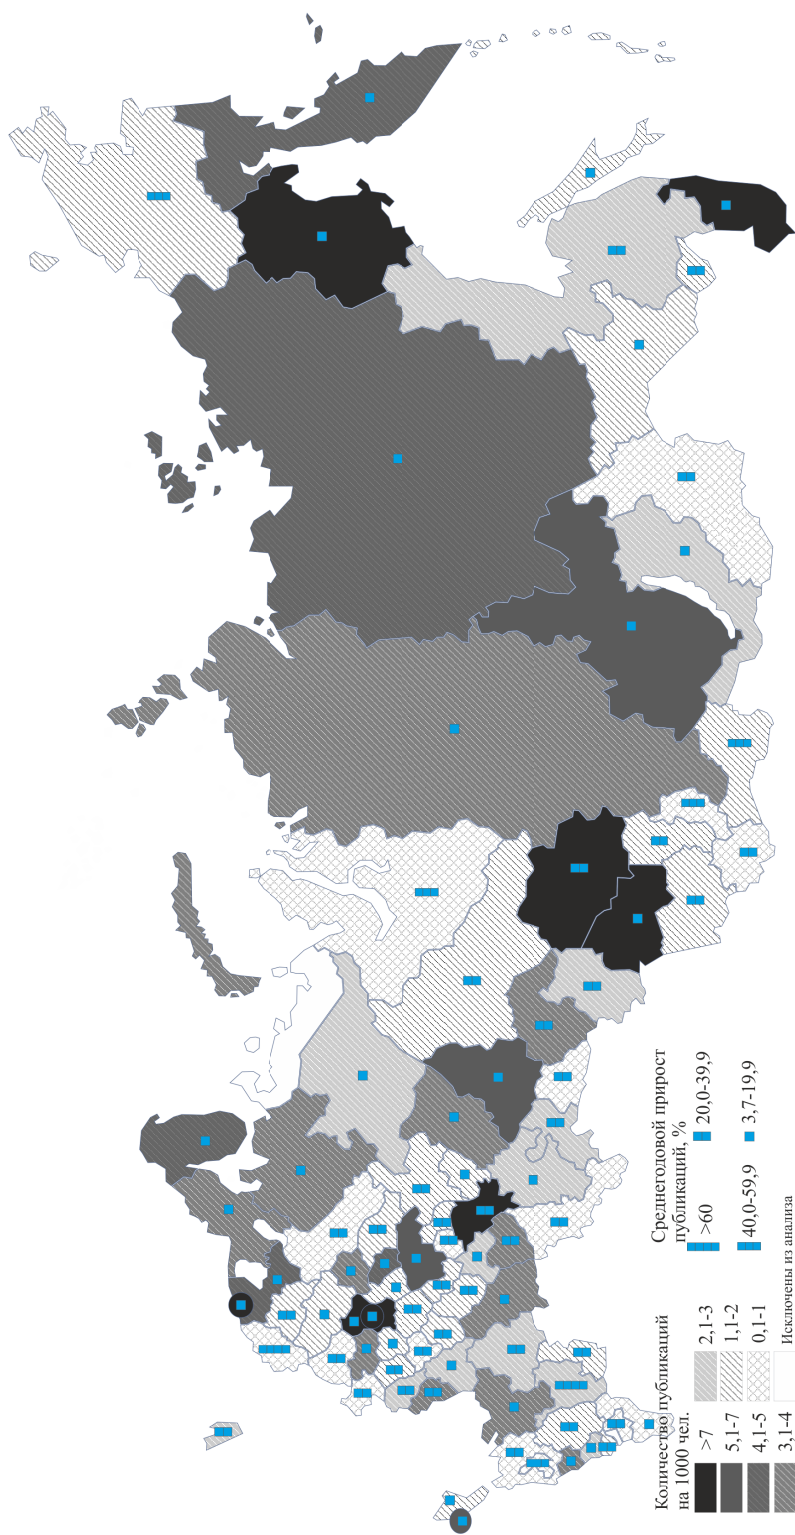 Количество публикаций
на 1000 чел.
>7
5,1-7
4,1-5
3,1-4
2,1-3
1,1-2
0,1-1
Исключены из анализа
Среднегодовой прирост
публикаций, %
>60
40,0-59,9
20,0-39,9
3,7-19,9